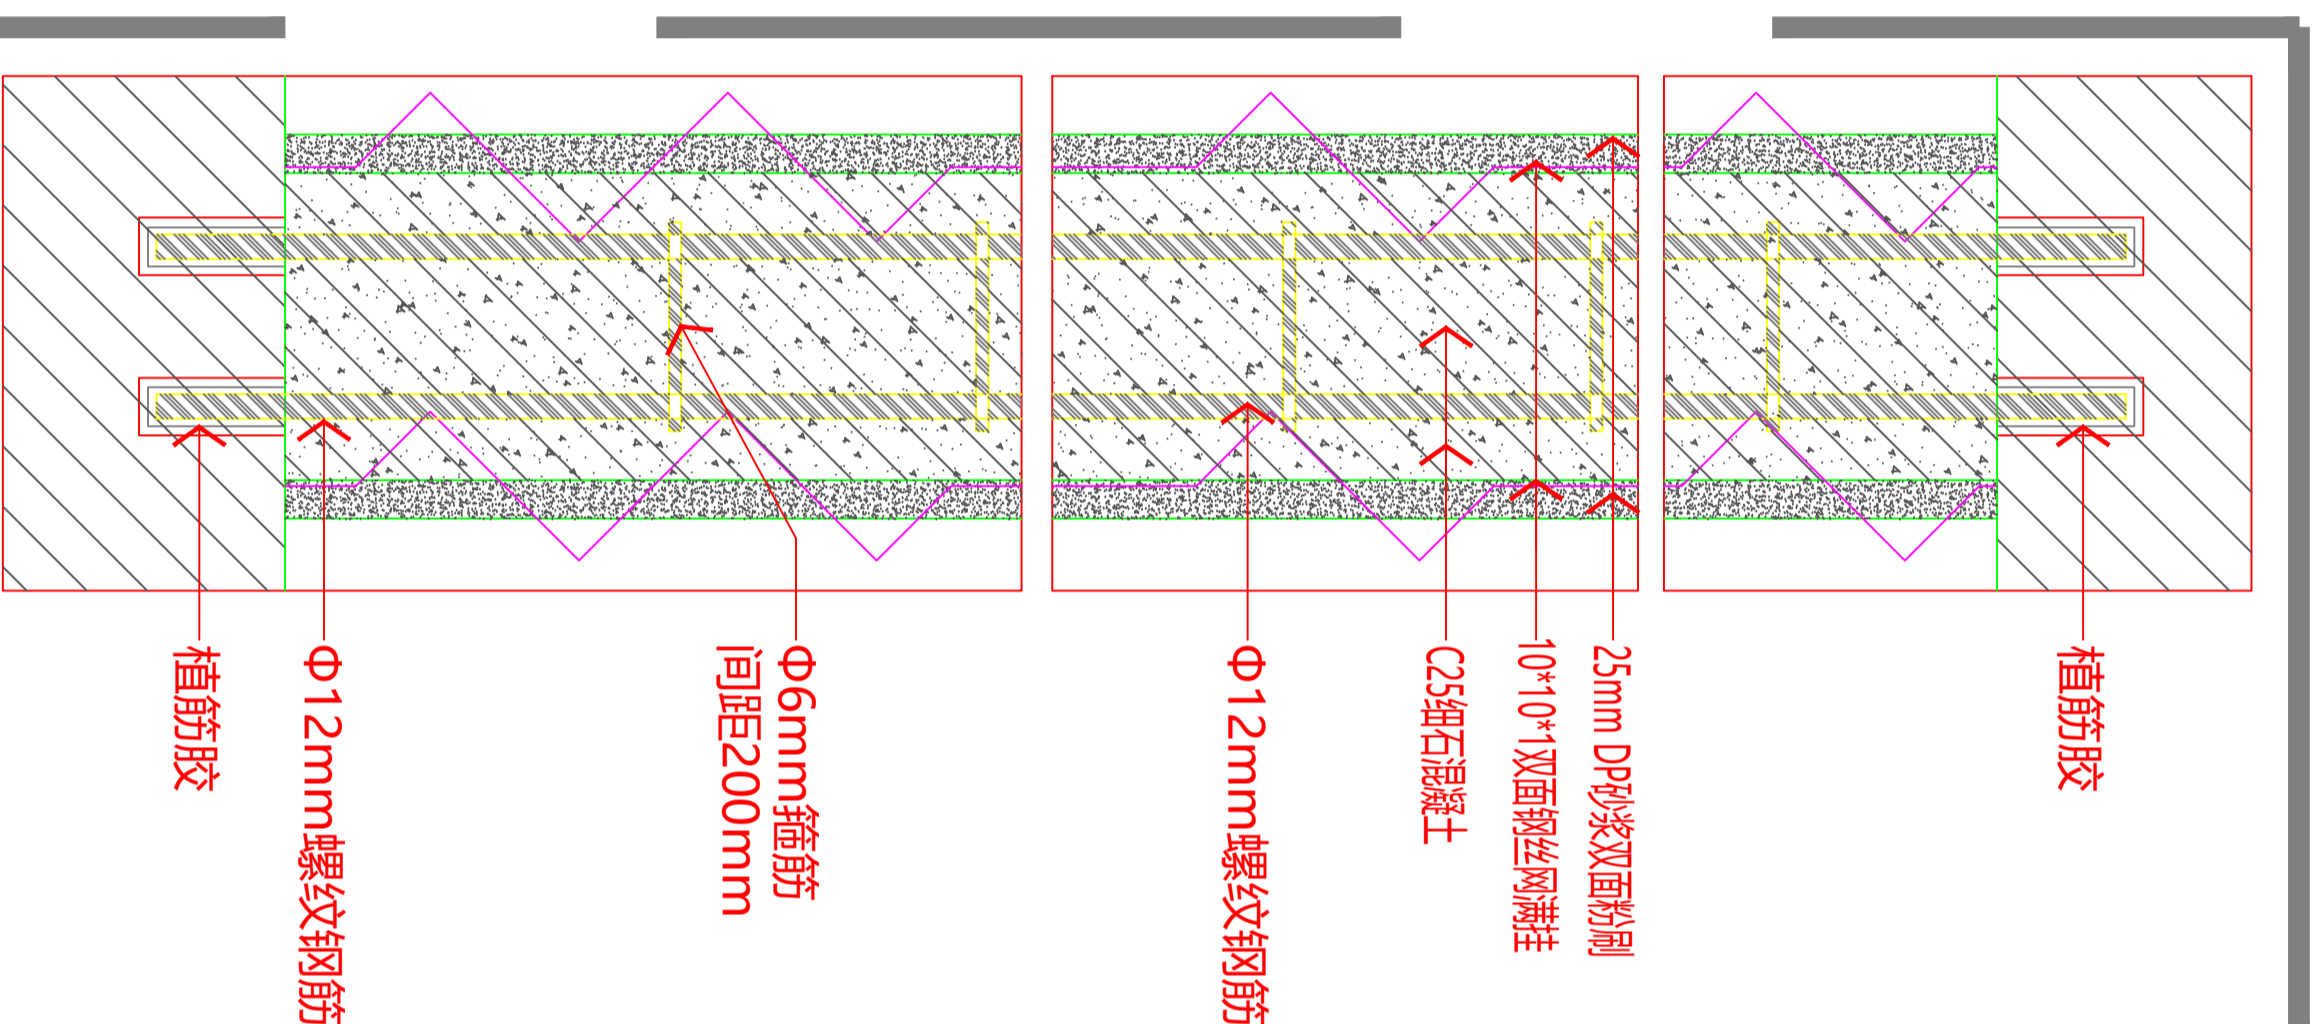 植筋胶
Φ12mm螺纹钢筋
Φ6mm箍筋
间距200mm
Φ12mm螺纹钢筋
C25细石混凝土
10*10*1双面钢丝网满挂
25mm DP砂浆双面粉刷
植筋胶